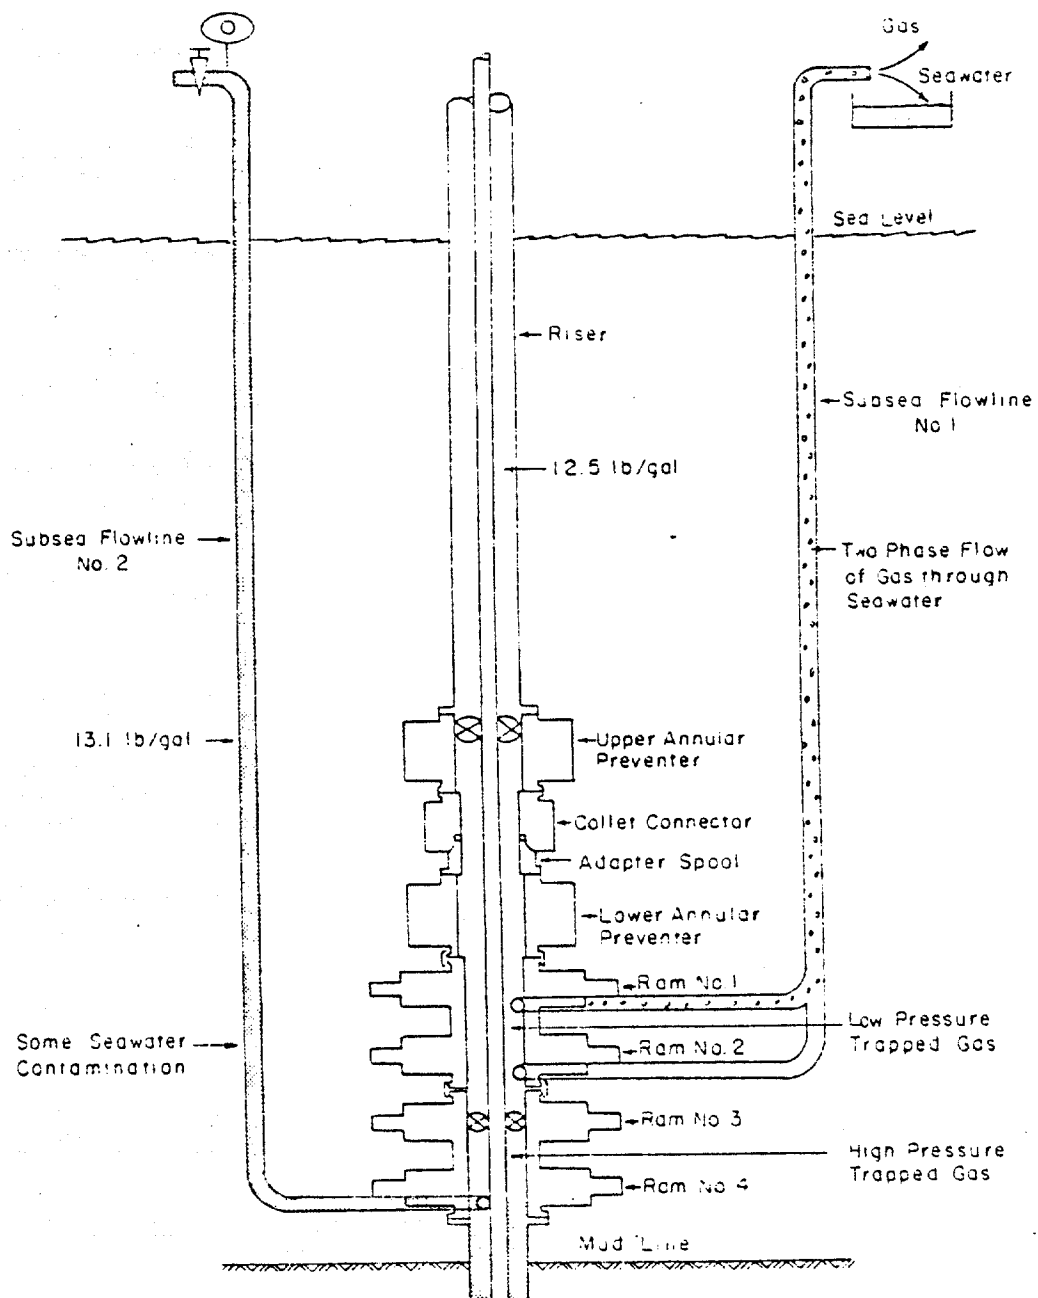 Gas
Seawater
Sea Level
Riser
Subsea Flowline
No. 1
12.5 lb/gal
Subsea Flowline
No. 2
Two Phase Flow
of Gas through
Seawater
13.1 lb/gal
Upper Annular
Preventer
Collet Connector
Adapter Spool
Lower Annular
Preventer
Ram No. 1
Low Pressure
Trapped Gas
Some Seawater
Contamination
Ram No. 2
Ram No. 3
High Pressure
Trapped Gas
Ram No. 4
Mud Line